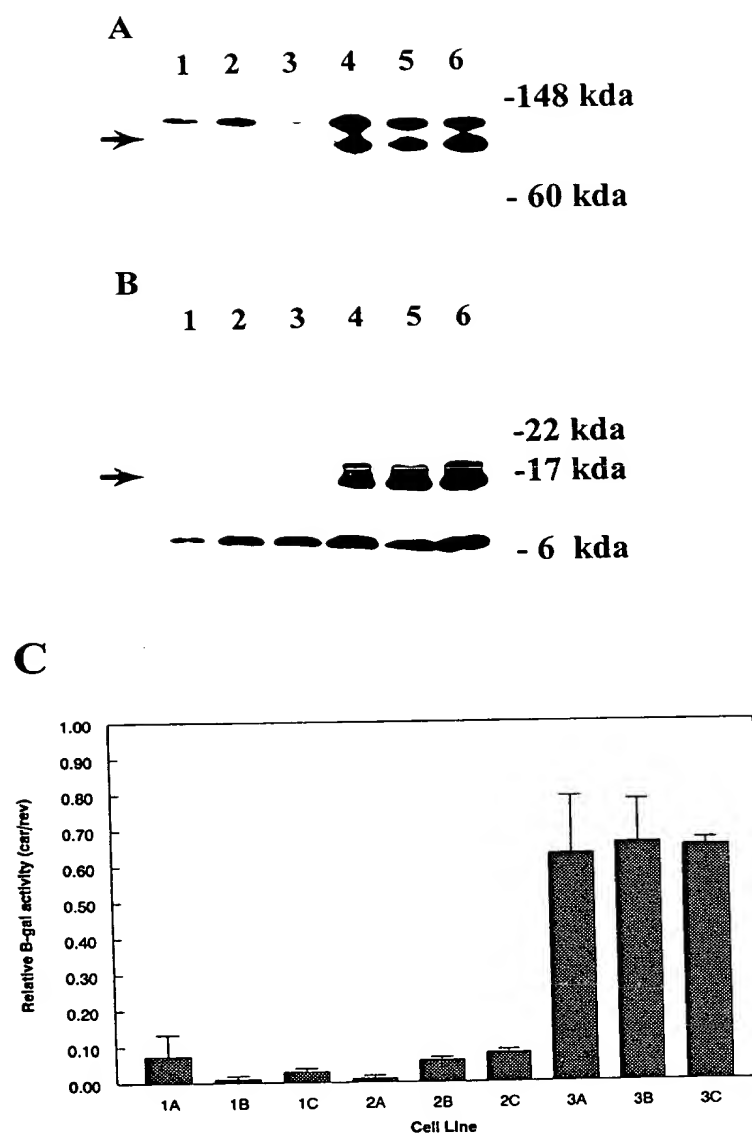 A
1 2 3 4 5 6
-148 kda
- 60 kda
B
1 2 3 4 5 6
-22 kda
-17 kda
- 6 kda
C
Relative B-gal activity (car/rev)
1.00
0.90
0.80
0.70
0.60
0.50
0.40
0.30
0.20
0.10
0.00
1A 1B 1C 2A 2B 2C 3A 3B 3C
Cell Line